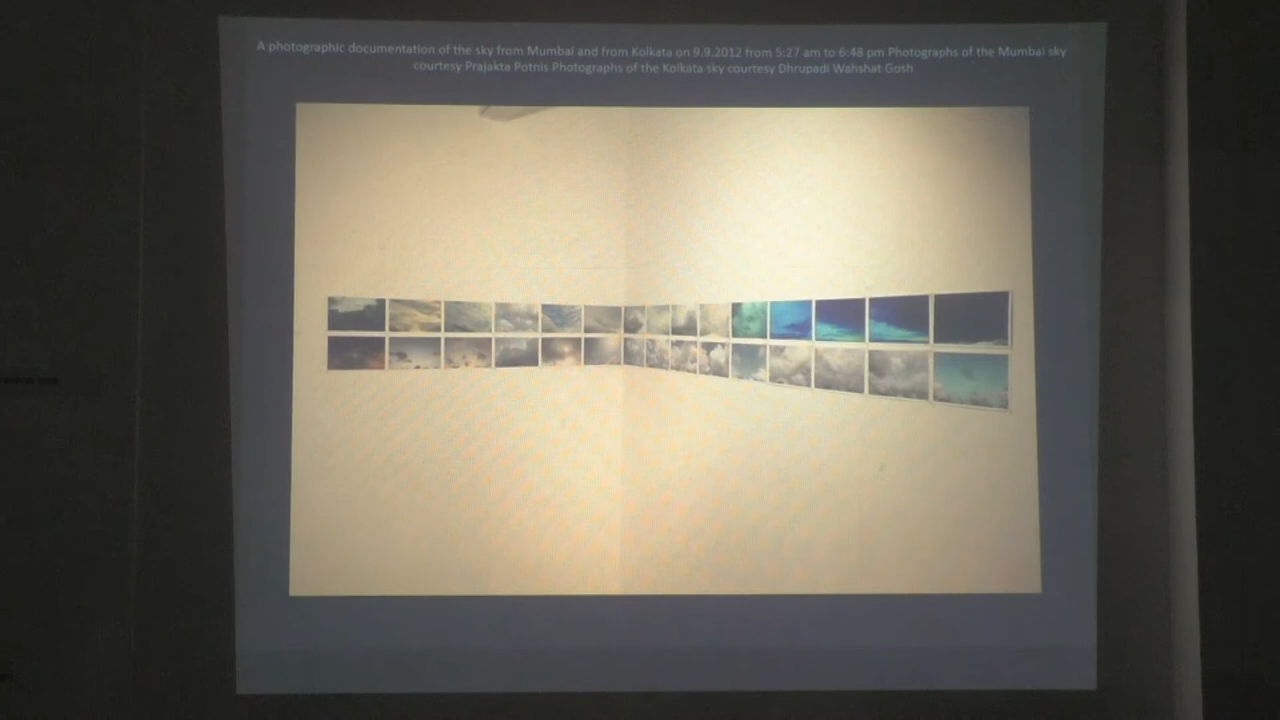 A photographic documentation of the sky from Mumbai and from Kolkata on 9.9.2012 from 5:27 am to 6:48 pm Photographs of the Mumbai sky
courtesy Prajakta Potnis Photographs of the Kolkata sky courtesy Dhrupadi Wahshat Gosh